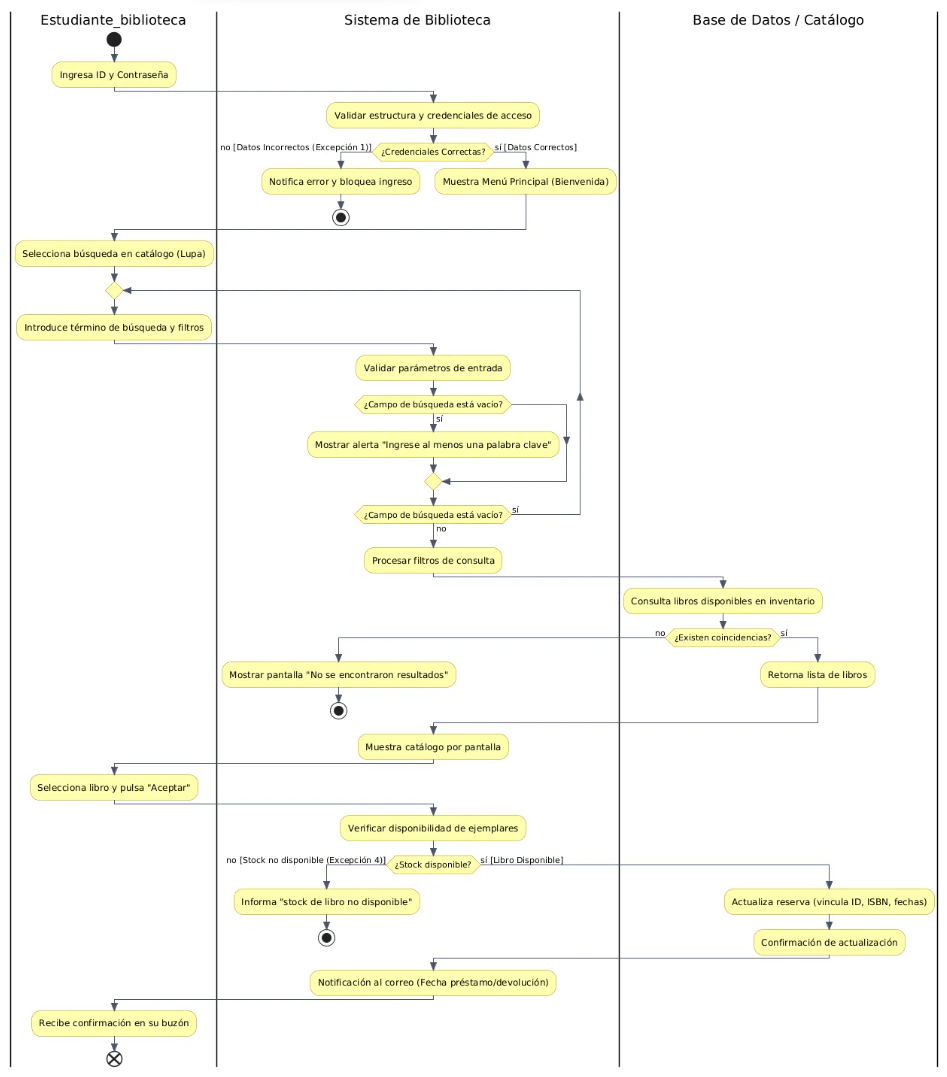 Estudiante_biblioteca
Sistema de Biblioteca
Base de Datos / Catálogo
Ingresa ID y Contraseña
Validar estructura y credenciales de acceso
no [Datos Incorrectos (Excepción 1)]
¿Credenciales Correctas?
sí [Datos Correctos]
Notifica error y bloquea ingreso
Muestra Menú Principal (Bienvenida)
Selecciona búsqueda en catálogo (Lupa)
Introduce término de búsqueda y filtros
Validar parámetros de entrada
¿Campo de búsqueda está vacío?
sí
Mostrar alerta "Ingrese al menos una palabra clave"
¿Campo de búsqueda está vacío?
sí
no
Procesar filtros de consulta
Consulta libros disponibles en inventario
no
¿Existen coincidencias?
sí
Mostrar pantalla "No se encontraron resultados"
Retorna lista de libros
Muestra catálogo por pantalla
Selecciona libro y pulsa "Aceptar"
Verificar disponibilidad de ejemplares
no [Stock no disponible (Excepción 4)]
¿Stock disponible?
sí [Libro Disponible]
Informa "stock de libro no disponible"
Actualiza reserva (vincula ID, ISBN, fechas)
Confirmación de actualización
Notificación al correo (Fecha préstamo/devolución)
Recibe confirmación en su buzón